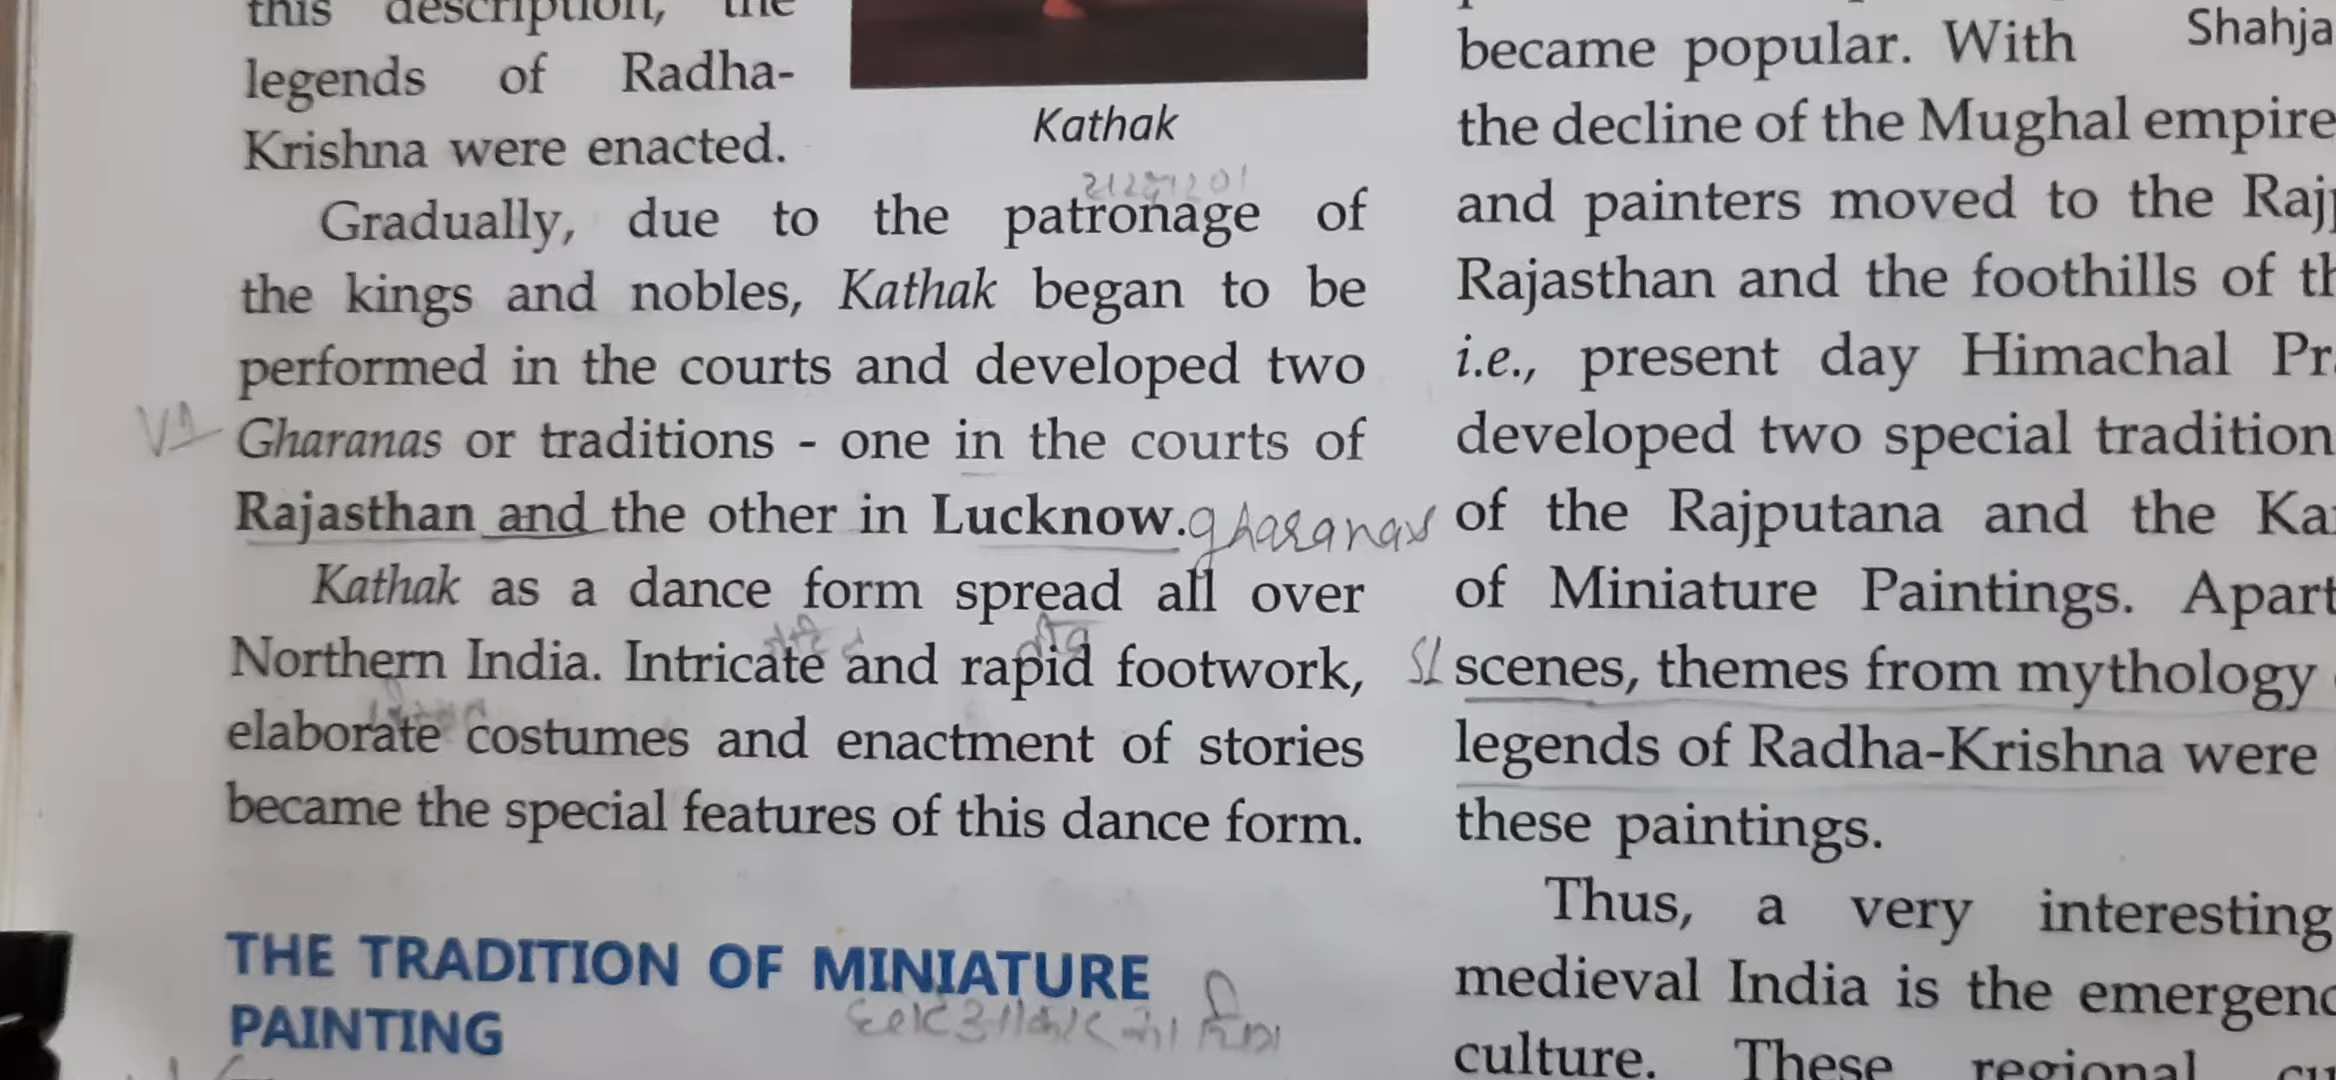 this description, the
legends of Radha-
Krishna were enacted.
Kathak
Gradually, due to the patronage of
the kings and nobles, Kathak began to be
performed in the courts and developed two
Gharanas or traditions - one in the courts of
Rajasthan and the other in Lucknow. gharanas
Kathak as a dance form spread all over
Northern India. Intricate and rapid footwork,
elaborate costumes and enactment of stories
became the special features of this dance form.
THE TRADITION OF MINIATURE
PAINTING
became popular. With
Shahja
the decline of the Mughal empire
and painters moved to the
Rajasthan and the foothills of
i.e., present day Himachal
developed two special tradition
of the Rajputana and the
of Miniature Paintings. Apart
scenes, themes from mythology
legends of Radha-Krishna were
these paintings.
Thus, a very interesting
medieval India is the
culture. These regional